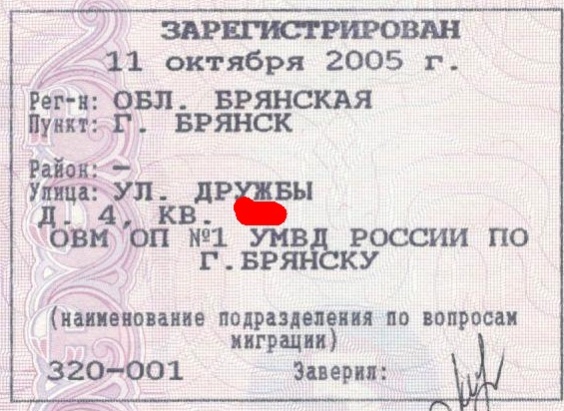 ЗАРЕГИСТРИРОВАН
11 октября 2005 г.
Рег-н: ОБЛ. БРЯНСКАЯ
Пункт: Г. БРЯНСК
Район: –
Улица: УЛ. ДРУЖБЫ
Д. 4, КВ.
ОВМ ОП №1 УМВД РОССИИ ПО
Г.БРЯНСКУ
(наименование подразделения по вопросам
миграции)
320-001 Заверил: